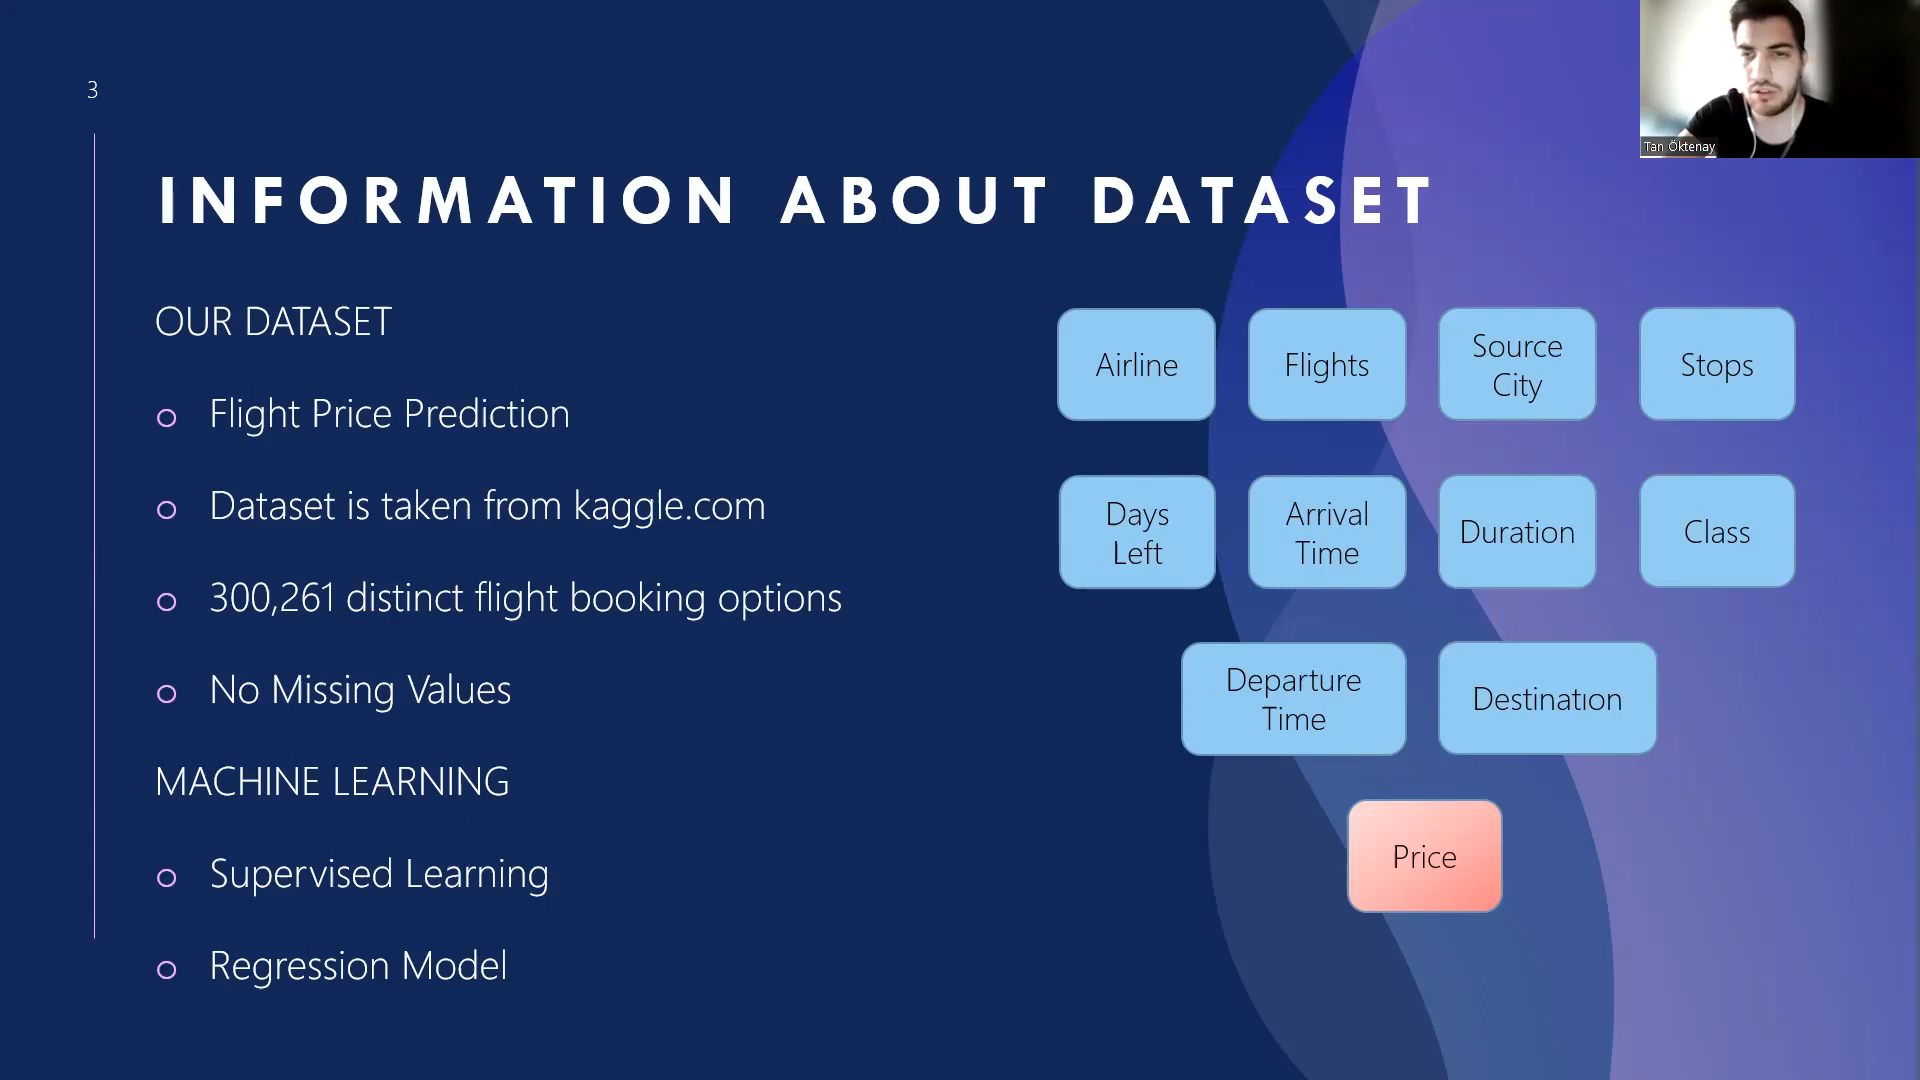 3
Tan Öktenay
INFORMATION ABOUT DATASET
OUR DATASET
Flight Price Prediction
Dataset is taken from kaggle.com
300,261 distinct flight booking options
No Missing Values
MACHINE LEARNING
Supervised Learning
Regression Model
Airline
Flights
Source
City
Stops
Days
Left
Arrival
Time
Duration
Class
Departure
Time
Destinatıon
Price